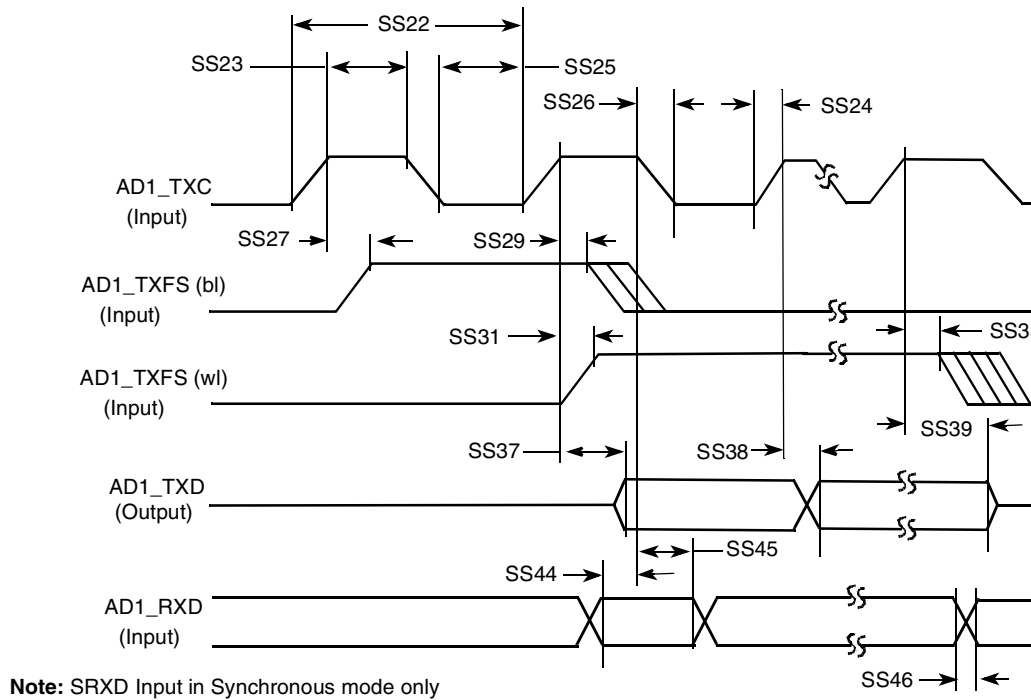 SS22
SS23
SS25
SS26
SS24
AD1_TXC
(Input)
SS27
SS29
AD1_TXFS (bl)
(Input)
SS31
SS3
AD1_TXFS (wl)
(Input)
SS39
SS37
SS38
AD1_TXD
(Output)
SS45
SS44
AD1_RXD
(Input)
SS46
Note: SRXD Input in Synchronous mode only